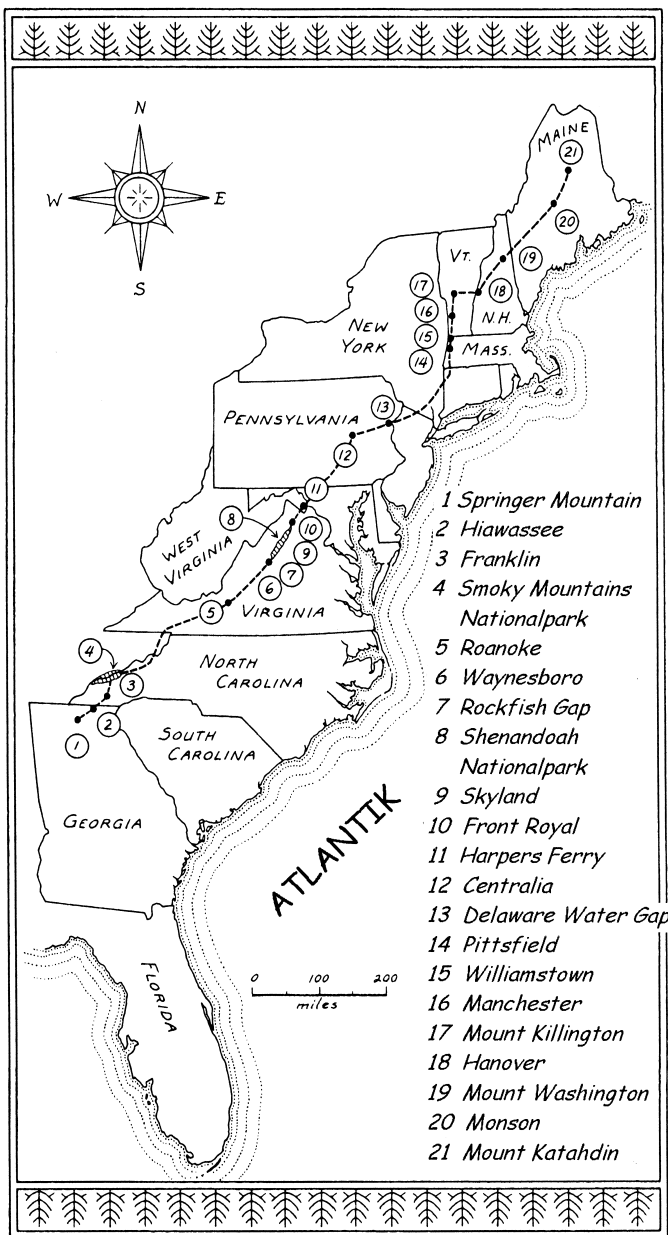 N
W
E
S
MAINE
21
20
VT.
19
17
18
16
N.H.
NEW
YORK
15
MASS.
14
13
PENNSYLVANIA
12
11
8
10
WEST
VIRGINIA
9
7
6
5
VIRGINIA
4
NORTH
CAROLINA
3
2
1
SOUTH
CAROLINA
GEORGIA
ATLANTIK
FLORIDA
0 100 200
miles
1 Springer Mountain
2 Hiawassee
3 Franklin
4 Smoky Mountains
Nationalpark
5 Roanoke
6 Waynesboro
7 Rockfish Gap
8 Shenandoah
Nationalpark
9 Skyland
10 Front Royal
11 Harpers Ferry
12 Centralia
13 Delaware Water Gap
14 Pittsfield
15 Williamstown
16 Manchester
17 Mount Killington
18 Hanover
19 Mount Washington
20 Monson
21 Mount Katahdin